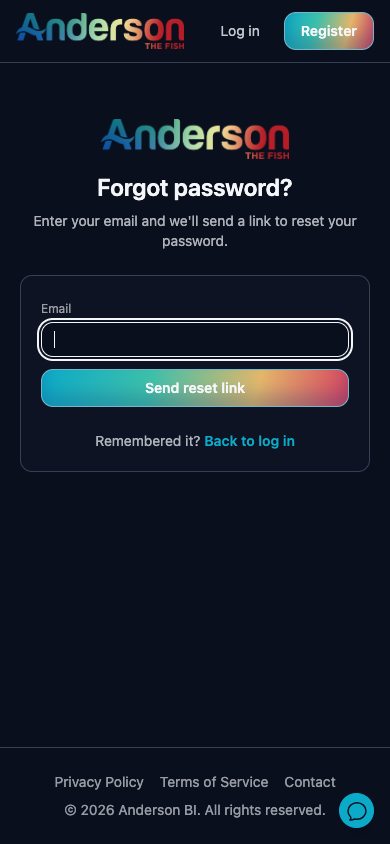 Anderson
THE FISH
Log in
Register
Anderson
THE FISH
Forgot password?
Enter your email and we'll send a link to reset your
password.
Email
Send reset link
Remembered it? Back to log in
Privacy Policy Terms of Service Contact
© 2026 Anderson BI. All rights reserved.